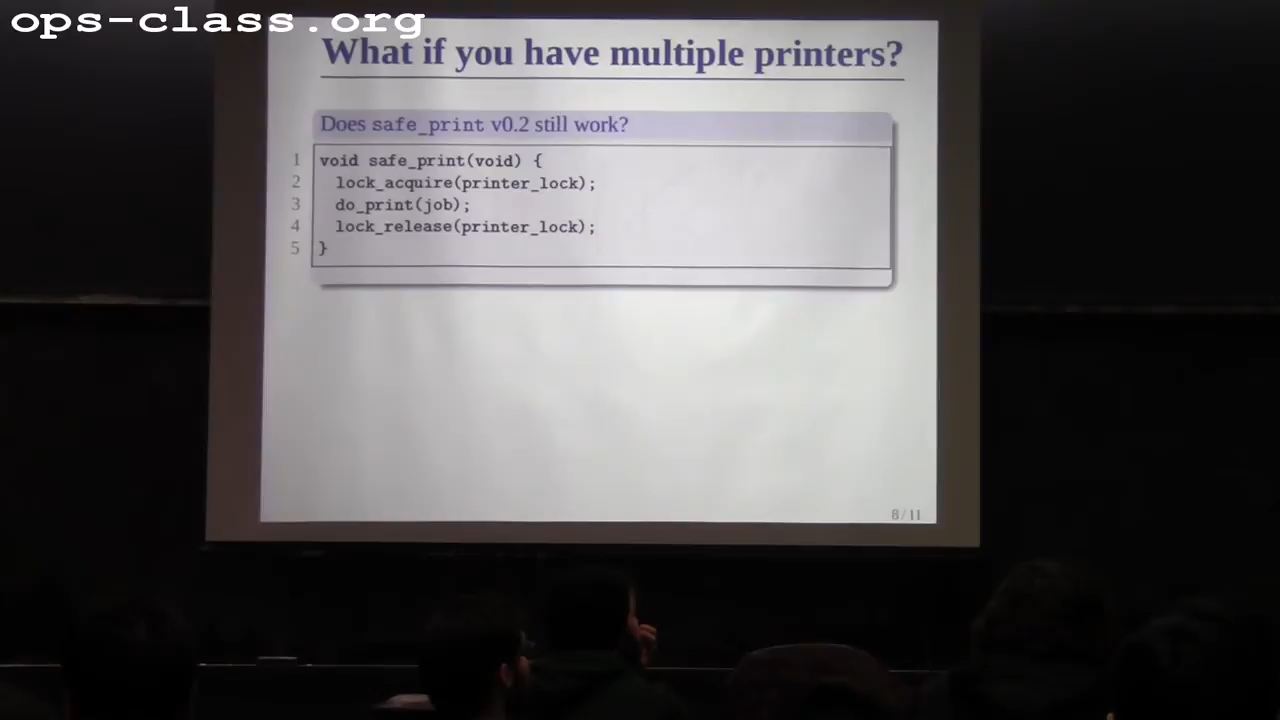 ops-class.org
What if you have multiple printers?
Does safe_print v0.2 still work?
1 void safe_print(void) {
2 lock_acquire(printer_lock);
3 do_print(job);
4 lock_release(printer_lock);
5 }
8/11